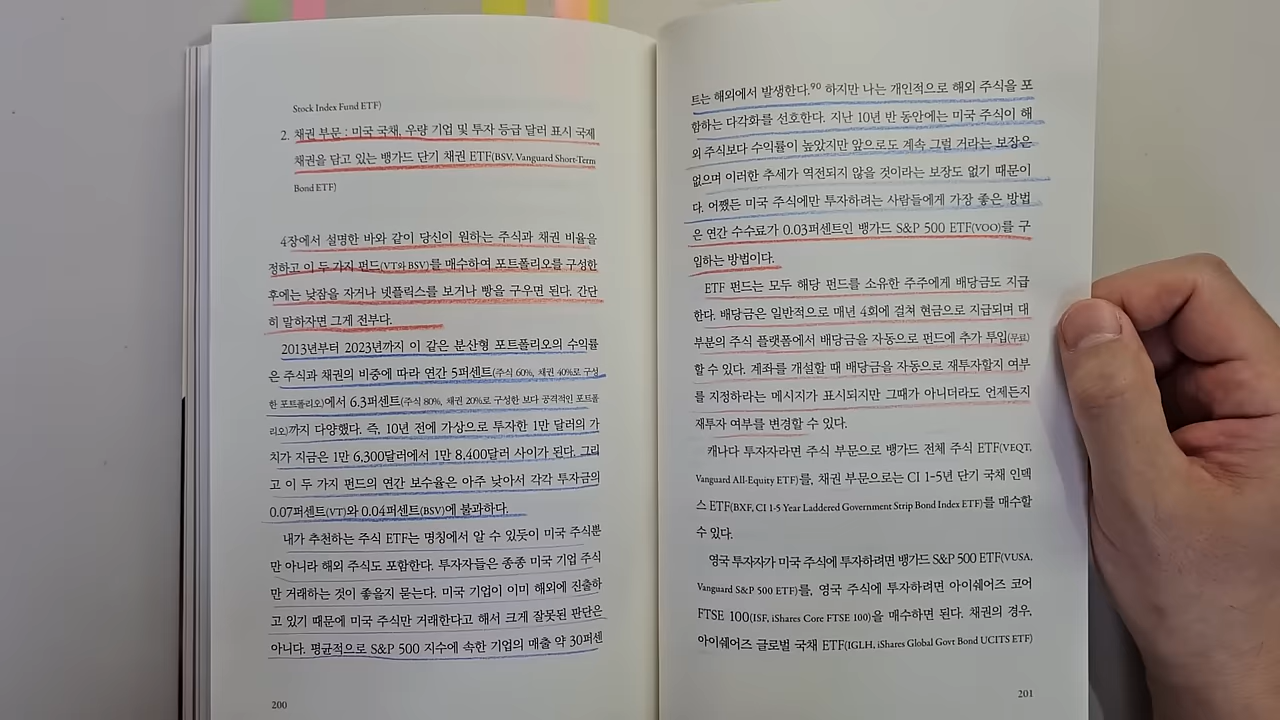 Stock Index Fund ETF)
2. 채권 부문 : 미국 국채, 우량 기업 및 투자 등급 달러 표시 국제
채권을 담고 있는 뱅가드 단기 채권 ETF(BSV, Vanguard Short-Term
Bond ETF)
4장에서 설명한 바와 같이 당신이 원하는 주식과 채권 비율을
정하고 이 두 가지 펀드(VT와 BSV)를 매수하여 포트폴리오를 구성한
후에는 낮잠을 자거나 넷플릭스를 보거나 빵을 구우면 된다. 간단
히 말하자면 그게 전부다.
2013년부터 2023년까지 이 같은 분산형 포트폴리오의 수익률
은 주식과 채권의 비중에 따라 연간 5퍼센트(주식 60%, 채권 40%로 구성
한 포트폴리오)에서 6.3퍼센트(주식 80%, 채권 20%로 구성한 보다 공격적인 포트폴
리오)까지 다양했다. 즉, 10년 전에 가상으로 투자한 1만 달러의 가
치가 지금은 1만 6,300달러에서 1만 8,400달러 사이가 된다. 그리
고 이 두 가지 펀드의 연간 보수율은 아주 낮아서 각각 투자금의
0.07퍼센트(VT)와 0.04퍼센트(BSV)에 불과하다.
내가 추천하는 주식 ETF는 명칭에서 알 수 있듯이 미국 주식뿐
만 아니라 해외 주식도 포함한다. 투자자들은 종종 미국 기업 주식
만 거래하는 것이 좋을지 묻는다. 미국 기업이 이미 해외에 진출하
고 있기 때문에 미국 주식만 거래한다고 해서 크게 잘못된 판단은
아니다. 평균적으로 S&P 500 지수에 속한 기업의 매출 약 30퍼센
200
트는 해외에서 발생한다.90 하지만 나는 개인적으로 해외 주식을 포
함하는 다각화를 선호한다. 지난 10년 반 동안에는 미국 주식이 해
외 주식보다 수익률이 높았지만 앞으로도 계속 그럴 거라는 보장은
없으며 이러한 추세가 역전되지 않을 것이라는 보장도 없기 때문이
다. 어쨌든 미국 주식에만 투자하려는 사람들에게 가장 좋은 방법
은 연간 수수료가 0.03퍼센트인 뱅가드 S&P 500 ETF(VOO)를 구
입하는 방법이다.
ETF 펀드는 모두 해당 펀드를 소유한 주주에게 배당금도 지급
한다. 배당금은 일반적으로 매년 4회에 걸쳐 현금으로 지급되며 대
부분의 주식 플랫폼에서 배당금을 자동으로 펀드에 추가 투입(무료)
할 수 있다. 계좌를 개설할 때 배당금을 자동으로 재투자할지 여부
를 지정하라는 메시지가 표시되지만 그때가 아니더라도 언제든지
재투자 여부를 변경할 수 있다.
캐나다 투자자라면 주식 부문으로 뱅가드 전체 주식 ETF(VEQT,
Vanguard All-Equity ETF)를, 채권 부문으로는 CI 1-5년 단기 국채 인덱
스 ETF(BXF, CI 1-5 Year Laddered Government Strip Bond Index ETF)를 매수할
수 있다.
영국 투자자가 미국 주식에 투자하려면 뱅가드 S&P 500 ETF(VUSA,
Vanguard S&P 500 ETF)를, 영국 주식에 투자하려면 아이쉐어즈 코어
FTSE 100(ISF, iShares Core FTSE 100)을 매수하면 된다. 채권의 경우,
아이쉐어즈 글로벌 국채 ETF(IGLH, iShares Global Govt Bond UCITS ETF)
201